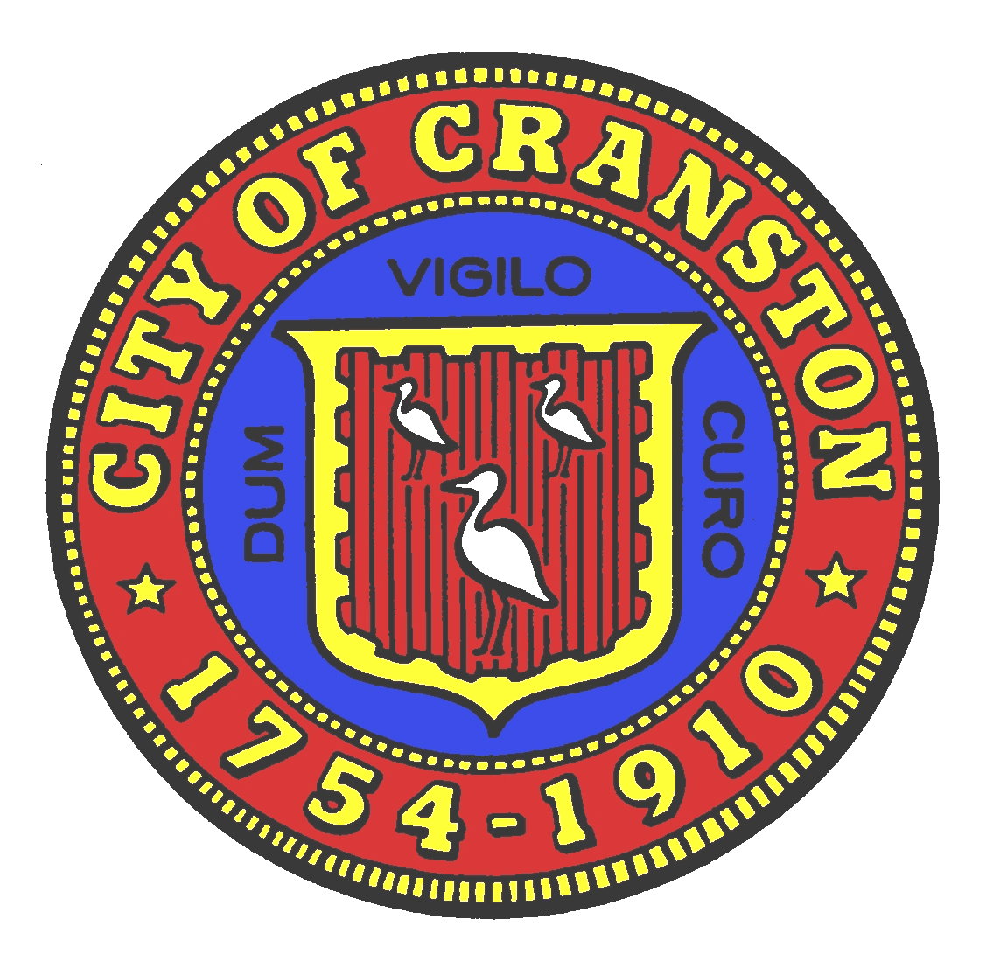 CITY OF CRANSTON
DUM VIGILO CURO
1754-1910